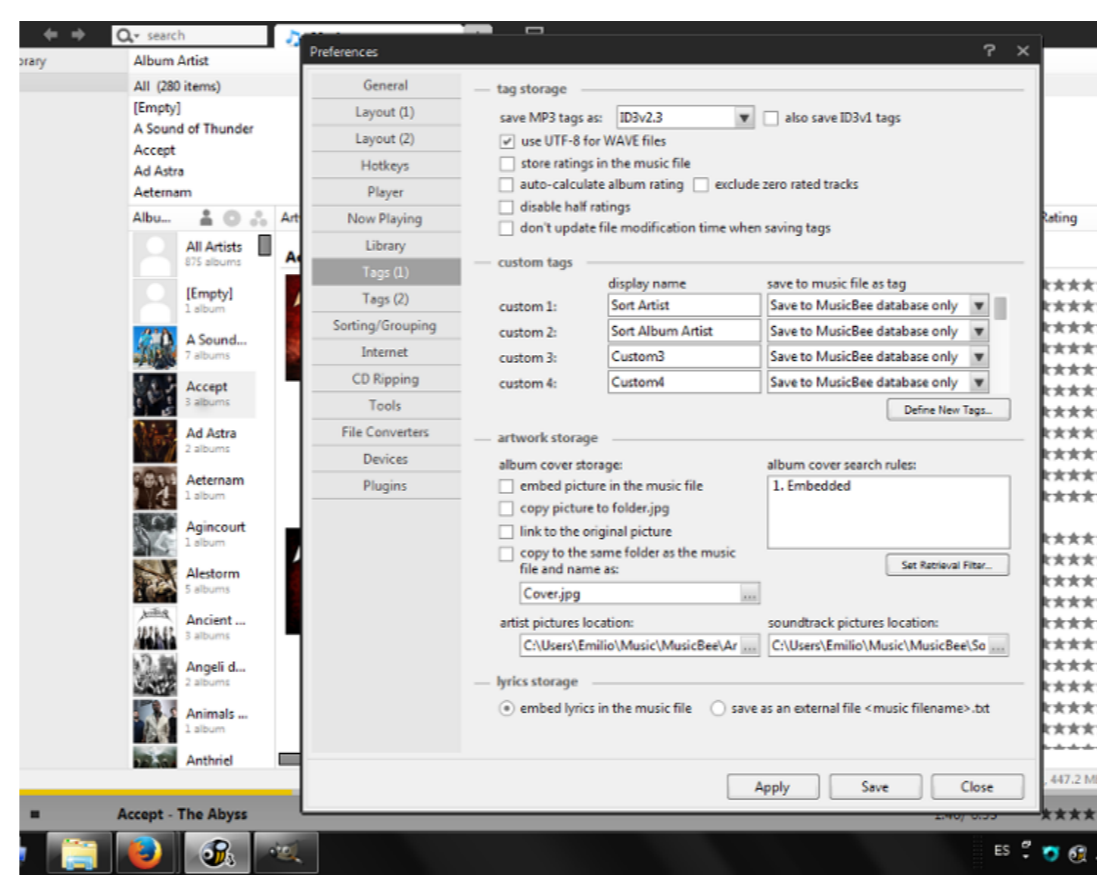 search
Preferences
?
brary
Album Artist
All (280 items)
[Empty]
A Sound of Thunder
Accept
Ad Astra
Aeternam
Albu...
All Artists
875 albums
[Empty]
1 album
A Sound...
7 albums
Accept
3 albums
Ad Astra
2 albums
Aeternam
1 album
Agincourt
1 album
Alestorm
5 albums
Ancient ...
3 albums
Angeli d...
2 albums
Animals ...
1 album
Anthriel
General
Layout (1)
Layout (2)
Hotkeys
Player
Now Playing
Library
Tags (1)
Tags (2)
Sorting/Grouping
Internet
CD Ripping
Tools
File Converters
Devices
Plugins
tag storage
save MP3 tags as: ID3v2.3 also save ID3v1 tags
use UTF-8 for WAVE files
store ratings in the music file
auto-calculate album rating exclude zero rated tracks
disable half ratings
don't update file modification time when saving tags
custom tags
display name save to music file as tag
custom 1: Sort Artist Save to MusicBee database only
custom 2: Sort Album Artist Save to MusicBee database only
custom 3: Custom3 Save to MusicBee database only
custom 4: Custom4 Save to MusicBee database only
Define New Tags...
artwork storage
album cover storage: album cover search rules:
embed picture in the music file 1. Embedded
copy picture to folder.jpg
link to the original picture
copy to the same folder as the music
file and name as: Set Retrieval Filter...
Cover.jpg ...
artist pictures location: soundtrack pictures location:
C:\Users\Emilio\Music\MusicBee\Ar ... C:\Users\Emilio\Music\MusicBee\So ...
lyrics storage
embed lyrics in the music file save as an external file <music filename>.txt
Apply Save Close
Rating
447.2 M
Accept - The Abyss
ES